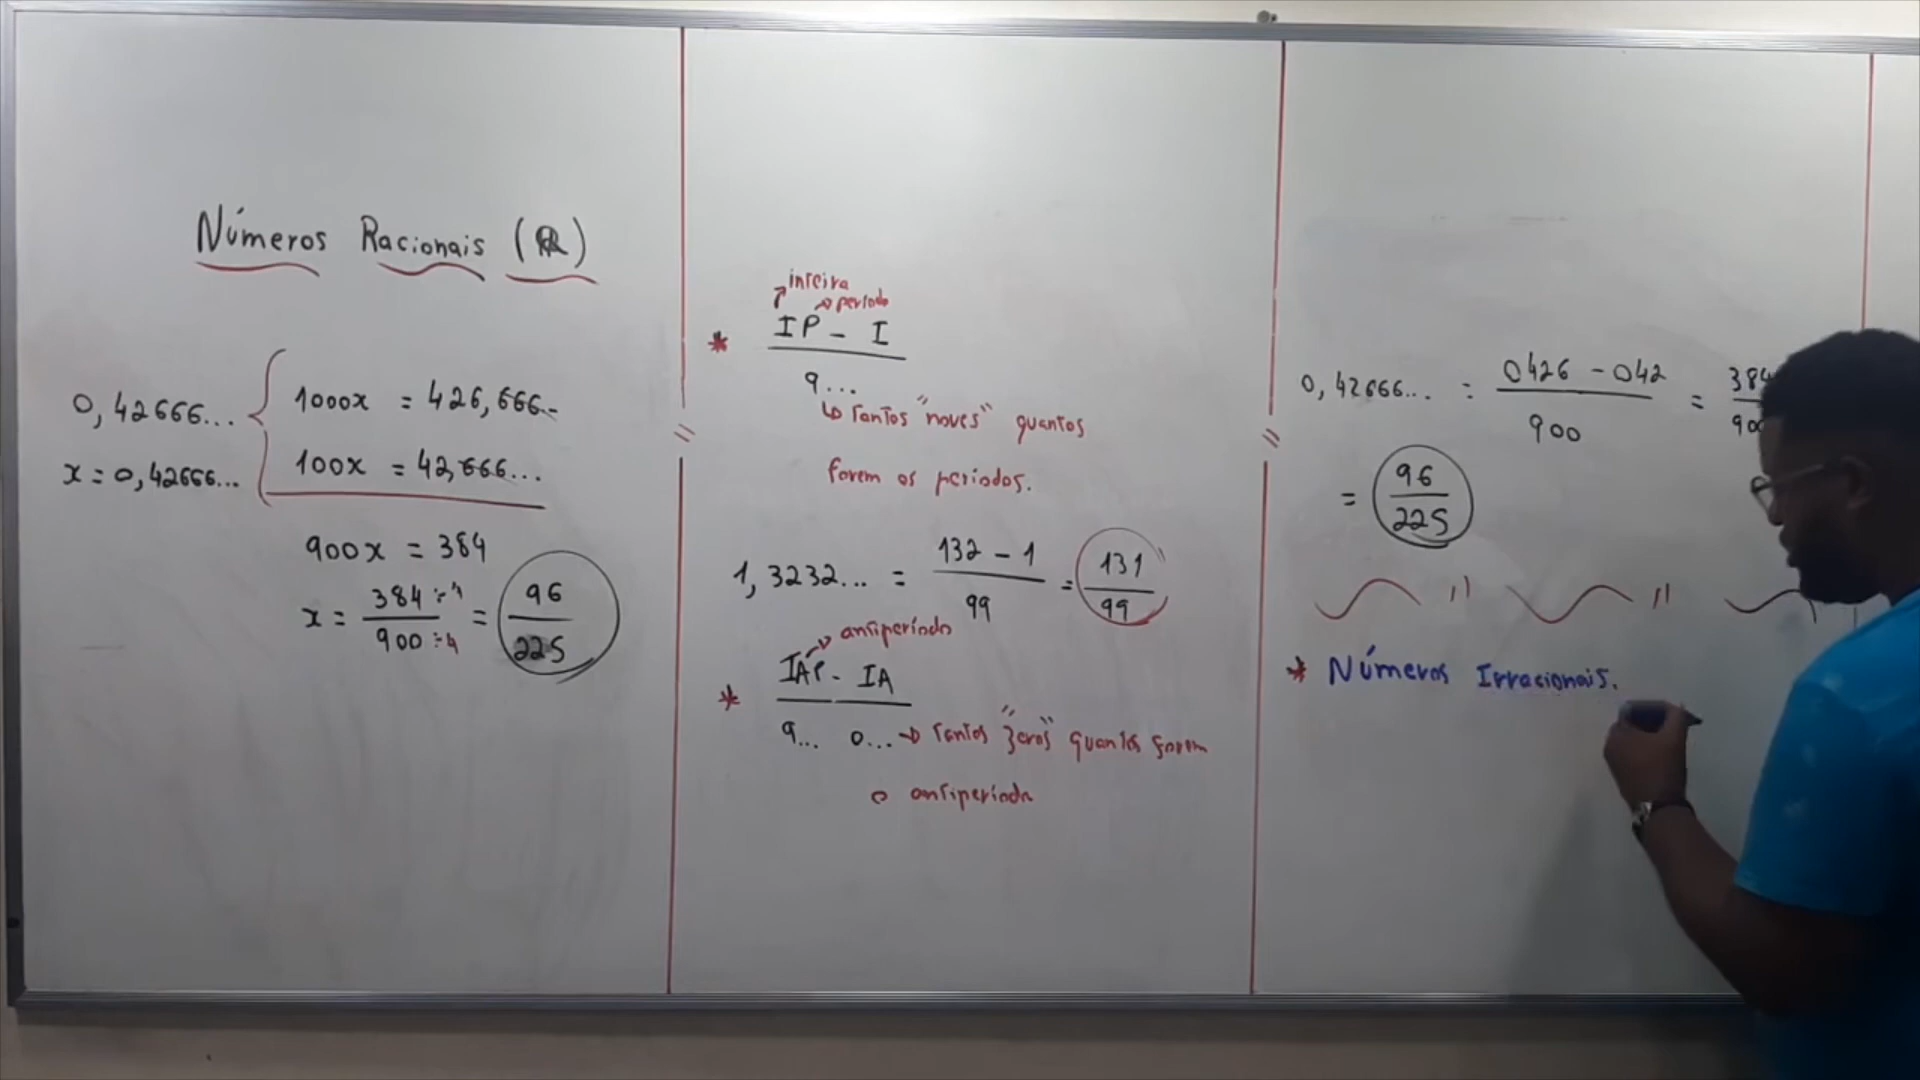 Números Racionais
0,42666...
1000x = 426,666...
x = 0,42666...
100x = 42,666...
900x = 384
x = 384 ÷4 / 900 ÷4 = 96 / 225
inteira
período
* IP - I
9...
↳ Tantos "noves" quantos
forem os periodos.
1,3232... = 132 - 1 / 99 = 131 / 99
antiperíodo
* IAP - IA
9... 0... → Tantos "zeros" quantos forem
o antiperíodo
0,42666... = 0426 - 042 / 900 = 384
= 96 / 225
* Números Irracionais.